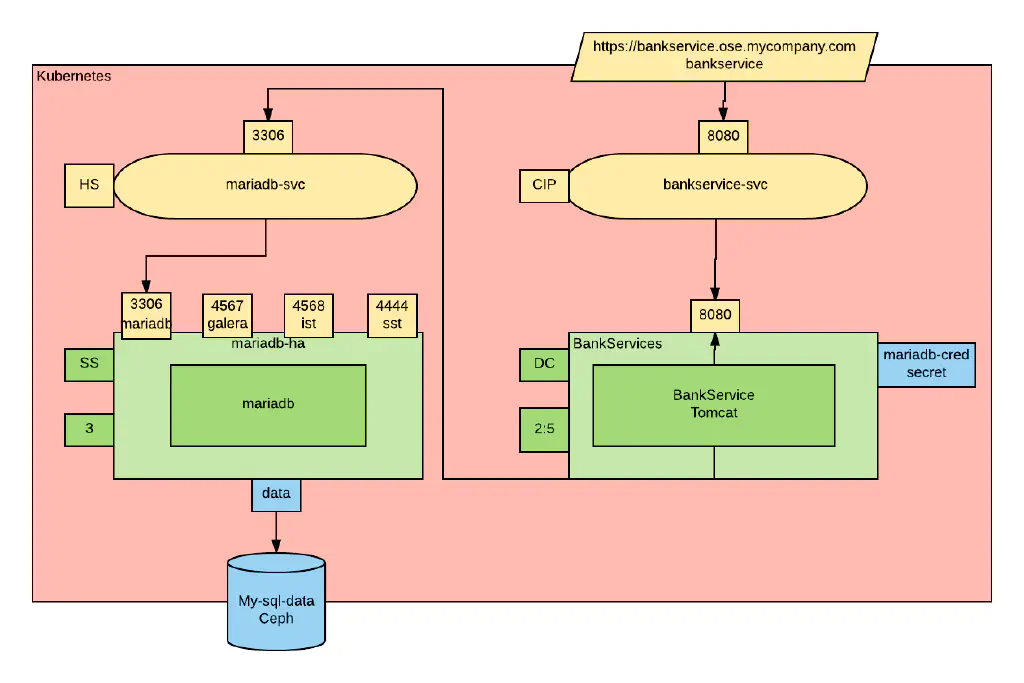 https://bankservice.ose.mycompany.com
bankservice
Kubernetes
3306
8080
HS
mariadb-svc
CIP
bankservice-svc
3306
mariadb
4567
galera
4568
ist
4444
sst
8080
mariadb-ha
BankServices
SS
DC
mariadb-cred
secret
mariadb
BankService
Tomcat
3
2:5
data
My-sql-data
Ceph